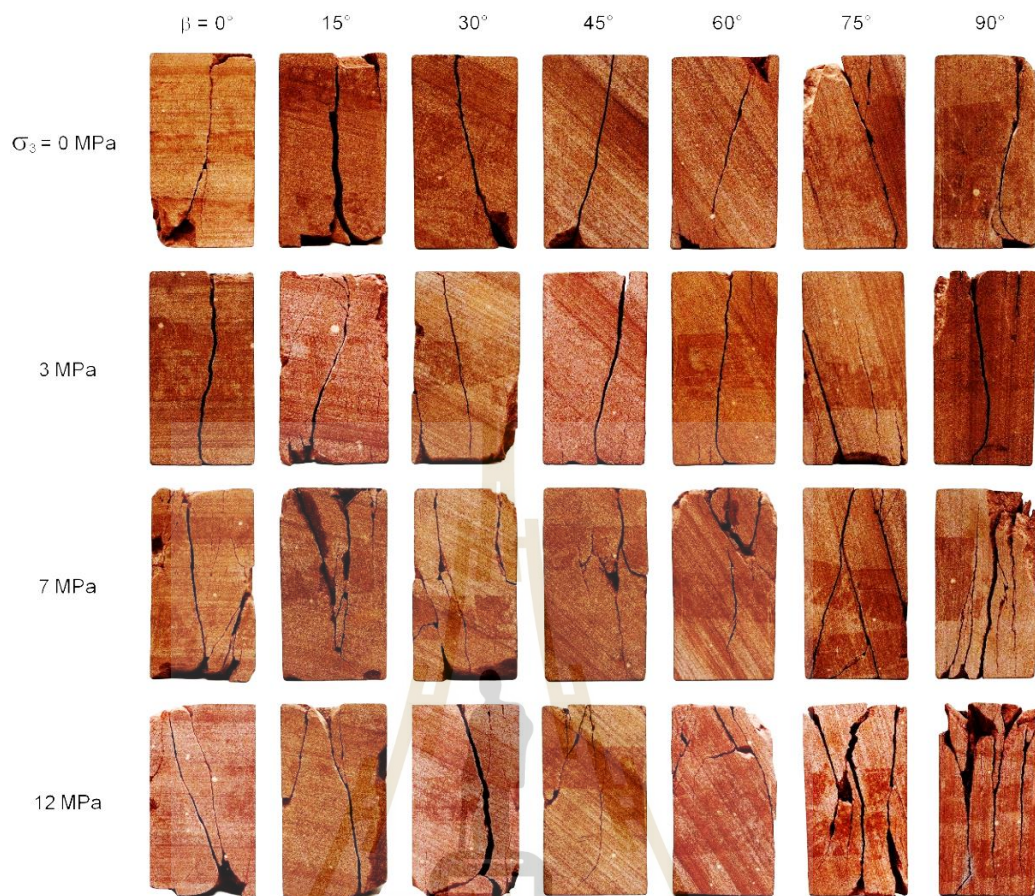 β = 0° 15° 30° 45° 60° 75° 90°
σ₃ = 0 MPa
3 MPa
7 MPa
12 MPa